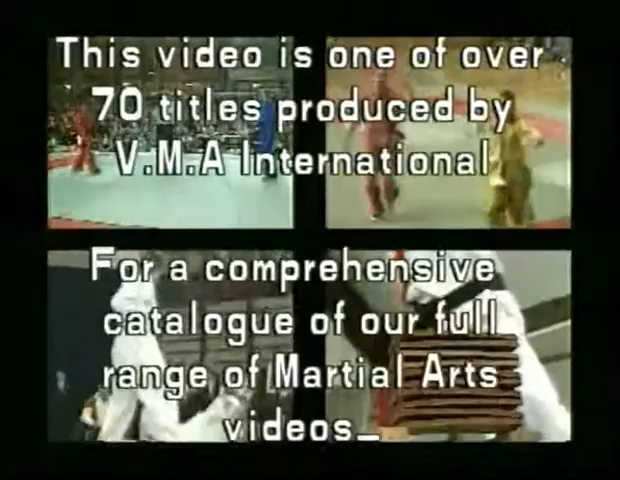 This video is one of over
70 titles produced by
V.M.A International
For a comprehensive
catalogue of our full
range of Martial Arts
videos_